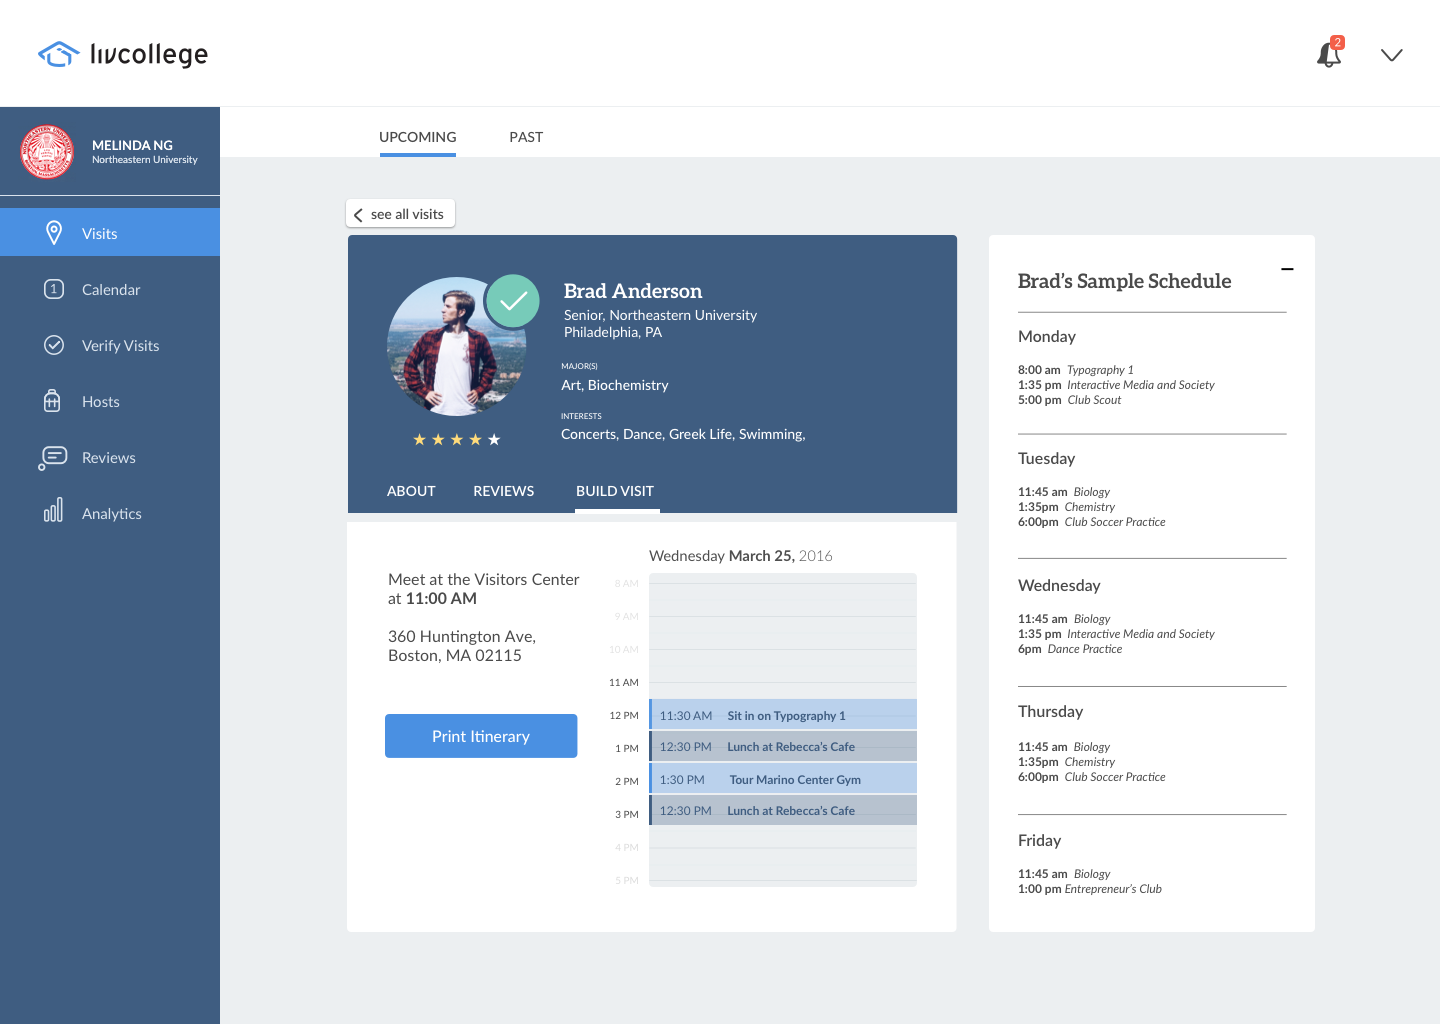 livcollege
2
MELINDA NG
Northeastern University
Visits
1
Calendar
Verify Visits
Hosts
Reviews
Analytics
UPCOMING PAST
see all visits
Brad Anderson
Senior, Northeastern University
Philadelphia, PA
MAJOR(S)
Art, Biochemistry
INTERESTS
Concerts, Dance, Greek Life, Swimming,
ABOUT REVIEWS BUILD VISIT
Meet at the Visitors Center
at 11:00 AM
360 Huntington Ave,
Boston, MA 02115
Print Itinerary
Wednesday March 25, 2016
8 AM
9 AM
10 AM
11 AM
12 PM 11:30 AM Sit in on Typography 1
1 PM 12:30 PM Lunch at Rebecca's Cafe
2 PM 1:30 PM Tour Marino Center Gym
3 PM 12:30 PM Lunch at Rebecca's Cafe
4 PM
5 PM
Brad's Sample Schedule
Monday
8:00 am Typography 1
1:35 pm Interactive Media and Society
5:00 pm Club Scout
Tuesday
11:45 am Biology
1:35pm Chemistry
6:00pm Club Soccer Practice
Wednesday
11:45 am Biology
1:35 pm Interactive Media and Society
6pm Dance Practice
Thursday
11:45 am Biology
1:35pm Chemistry
6:00pm Club Soccer Practice
Friday
11:45 am Biology
1:00 pm Entrepreneur's Club